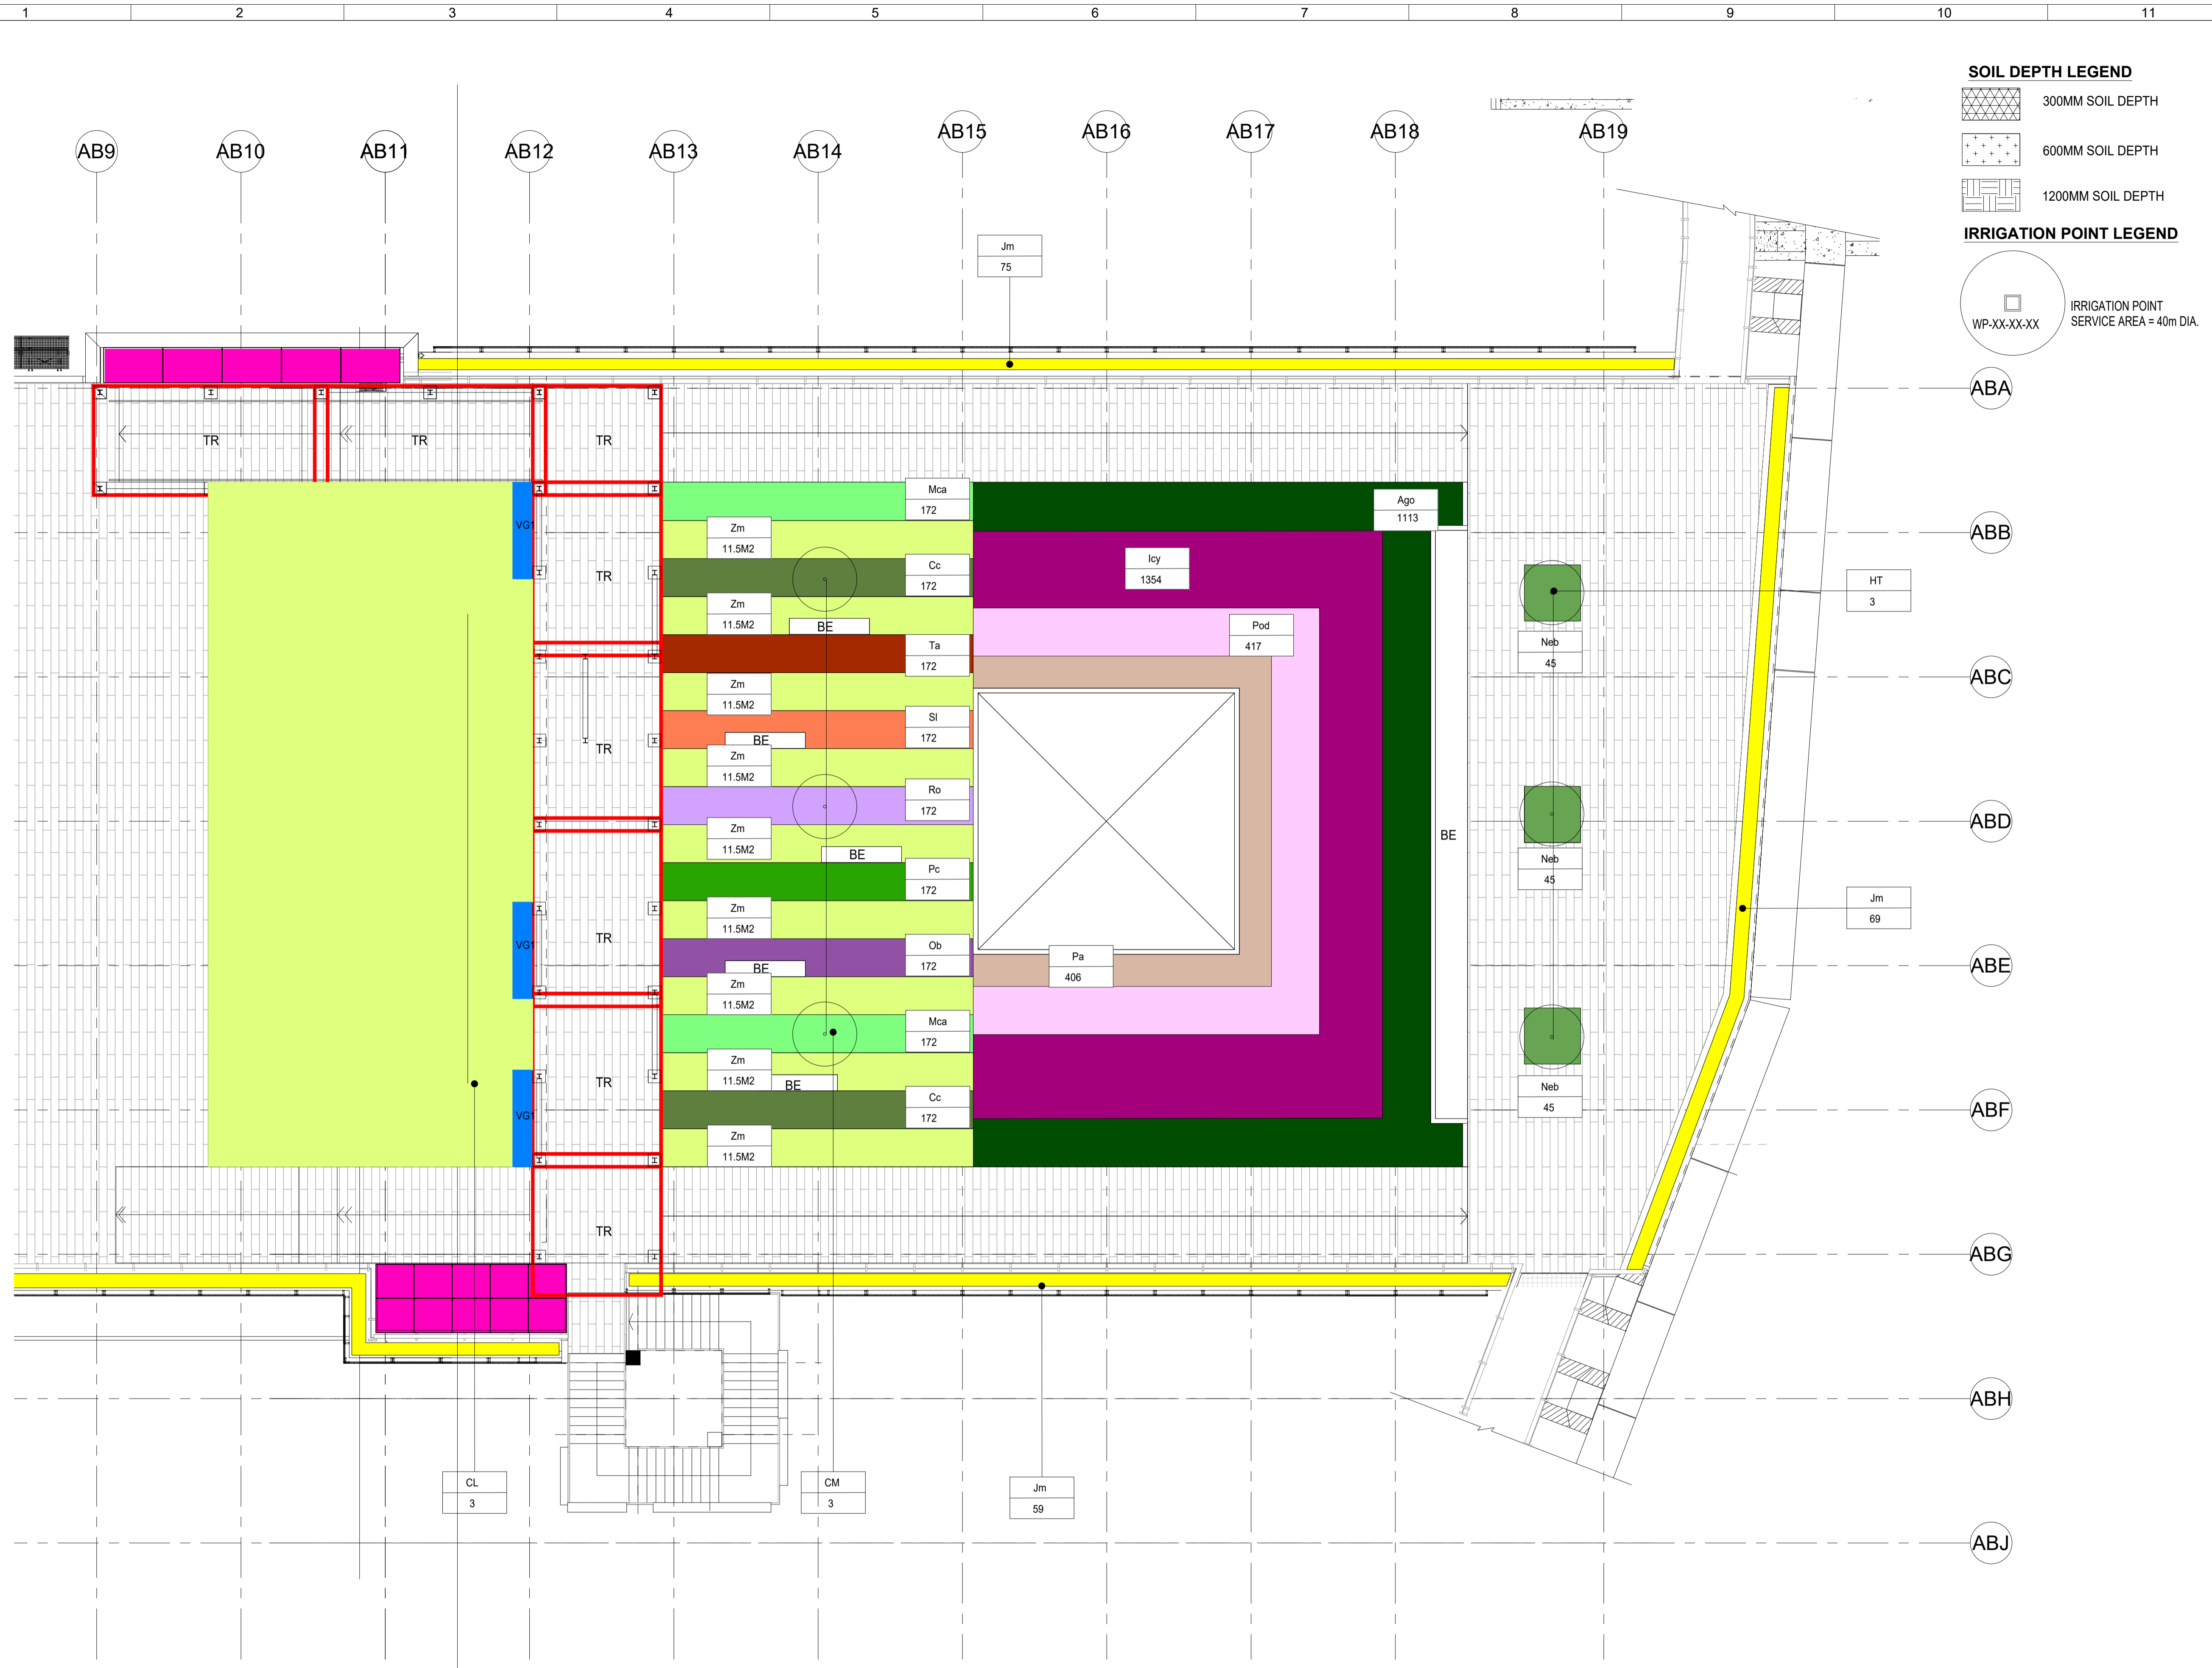 1 2 3 4 5 6 7 8 9 10 11
SOIL DEPTH LEGEND
300MM SOIL DEPTH
600MM SOIL DEPTH
1200MM SOIL DEPTH
IRRIGATION POINT LEGEND
WP-XX-XX-XX
IRRIGATION POINT
SERVICE AREA = 40m DIA.
AB9 AB10 AB11 AB12 AB13 AB14 AB15 AB16 AB17 AB18 AB19
Jm
75
ABA
TR TR TR
Mca
172
Ago
1113
VG1
Zm
11.5M2
ABB
Icy
1354
Cc
172
TR
HT
3
Zm
11.5M2
BE
Pod
417
Ta
172
Neb
45
ABC
Zm
11.5M2
Sl
172
BE
TR
Zm
11.5M2
Ro
172
ABD
Zm
11.5M2
BE
BE
Neb
45
Pc
172
Jm
69
Zm
11.5M2
VG1
TR
Ob
172
Pa
406
ABE
BE
Zm
11.5M2
Mca
172
Zm
11.5M2
TR
BE
Neb
45
VG1
Cc
172
ABF
Zm
11.5M2
TR
ABG
ABH
CL
3
CM
3
Jm
59
ABJ